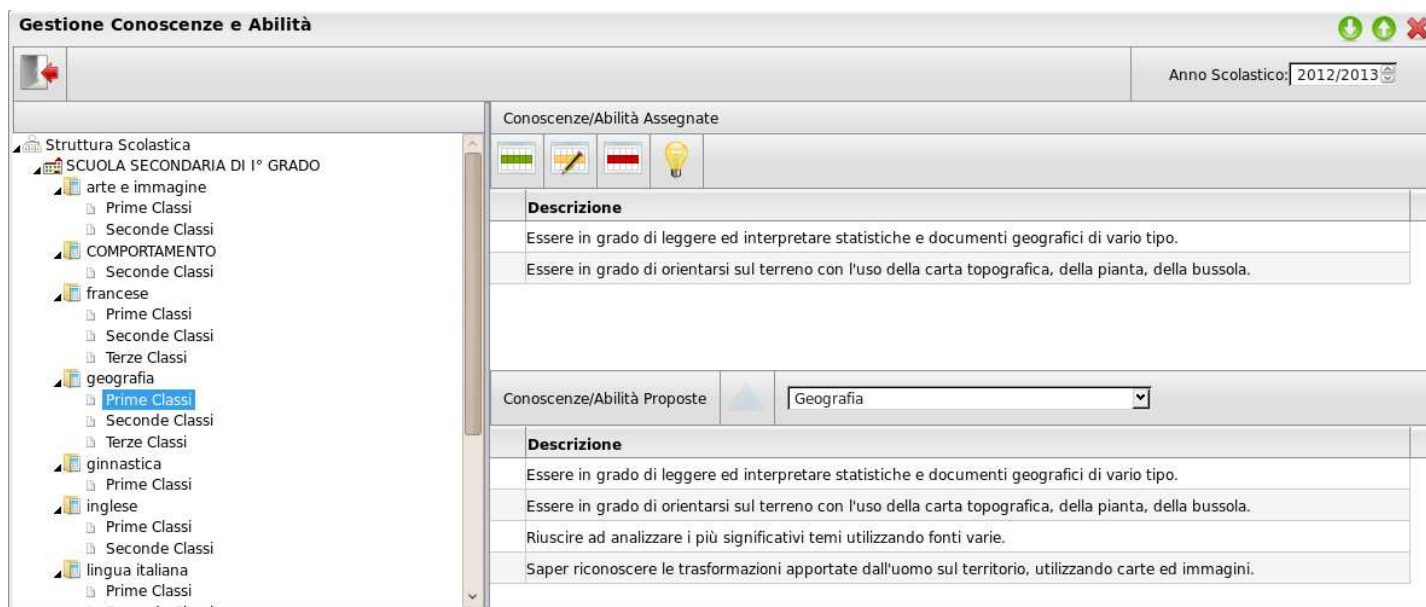 Gestione Conoscenze e Abilità
Anno Scolastico: 2012/2013
Struttura Scolastica
SCUOLA SECONDARIA DI I° GRADO
arte e immagine
Prime Classi
Seconde Classi
COMPORTAMENTO
Seconde Classi
francese
Prime Classi
Seconde Classi
Terze Classi
geografia
Prime Classi
Seconde Classi
Terze Classi
ginnastica
Prime Classi
inglese
Prime Classi
Seconde Classi
lingua italiana
Prime Classi
Conoscenze/Abilità Assegnate
Descrizione
Essere in grado di leggere ed interpretare statistiche e documenti geografici di vario tipo.
Essere in grado di orientarsi sul terreno con l'uso della carta topografica, della pianta, della bussola.
Conoscenze/Abilità Proposte
Geografia
Descrizione
Essere in grado di leggere ed interpretare statistiche e documenti geografici di vario tipo.
Essere in grado di orientarsi sul terreno con l'uso della carta topografica, della pianta, della bussola.
Riuscire ad analizzare i più significativi temi utilizzando fonti varie.
Saper riconoscere le trasformazioni apportate dall'uomo sul territorio, utilizzando carte ed immagini.